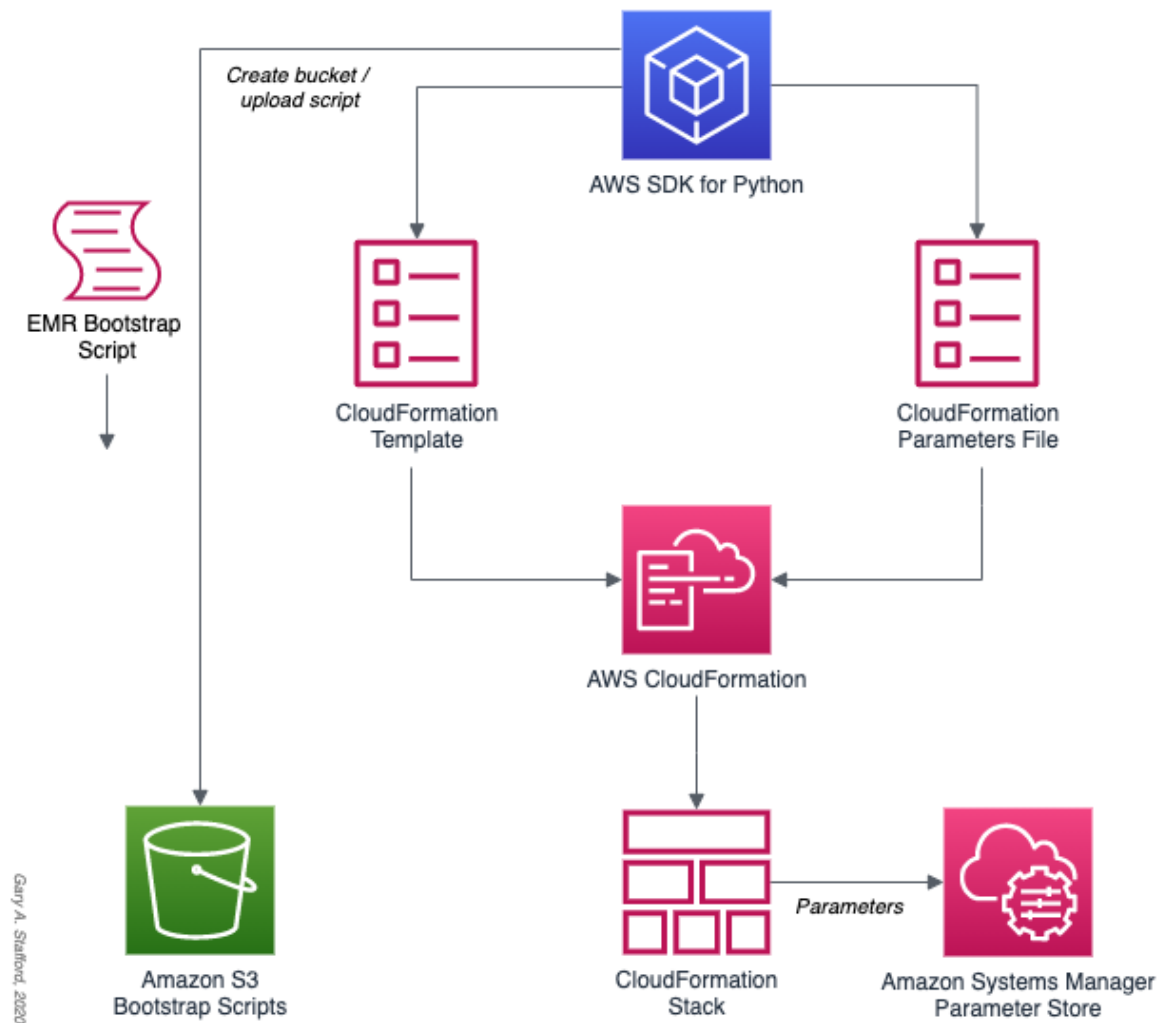 Create bucket /
upload script
AWS SDK for Python
EMR Bootstrap
Script
CloudFormation
Template
CloudFormation
Parameters File
AWS CloudFormation
Parameters
Amazon S3
Bootstrap Scripts
CloudFormation
Stack
Amazon Systems Manager
Parameter Store
Gary A. Stafford, 2020